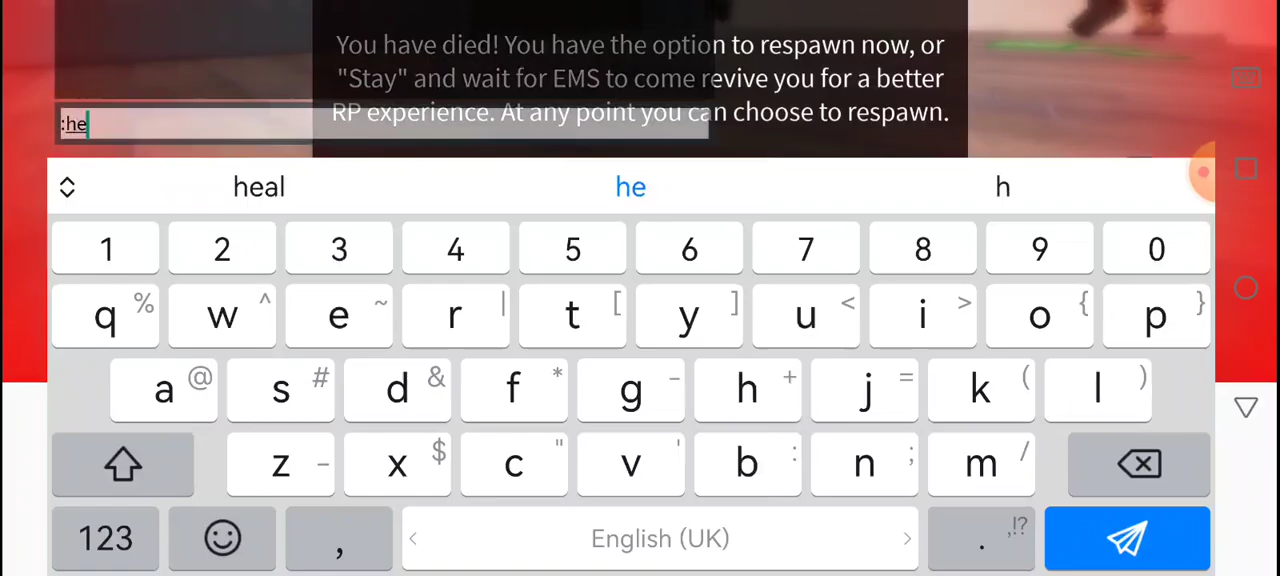 You have died! You have the option to respawn now, or
"Stay" and wait for EMS to come revive you for a better
RP experience. At any point you can choose to respawn.
:he
heal he h
1 2 3 4 5 6 7 8 9 0
q % w ^ e ~ r | t [ y ] u < i > o { p }
a @ s # d & f * g - h + j = k ( l )
z - x $ c " v ' b : n ; m /
123 , < English (UK) > . ,!?